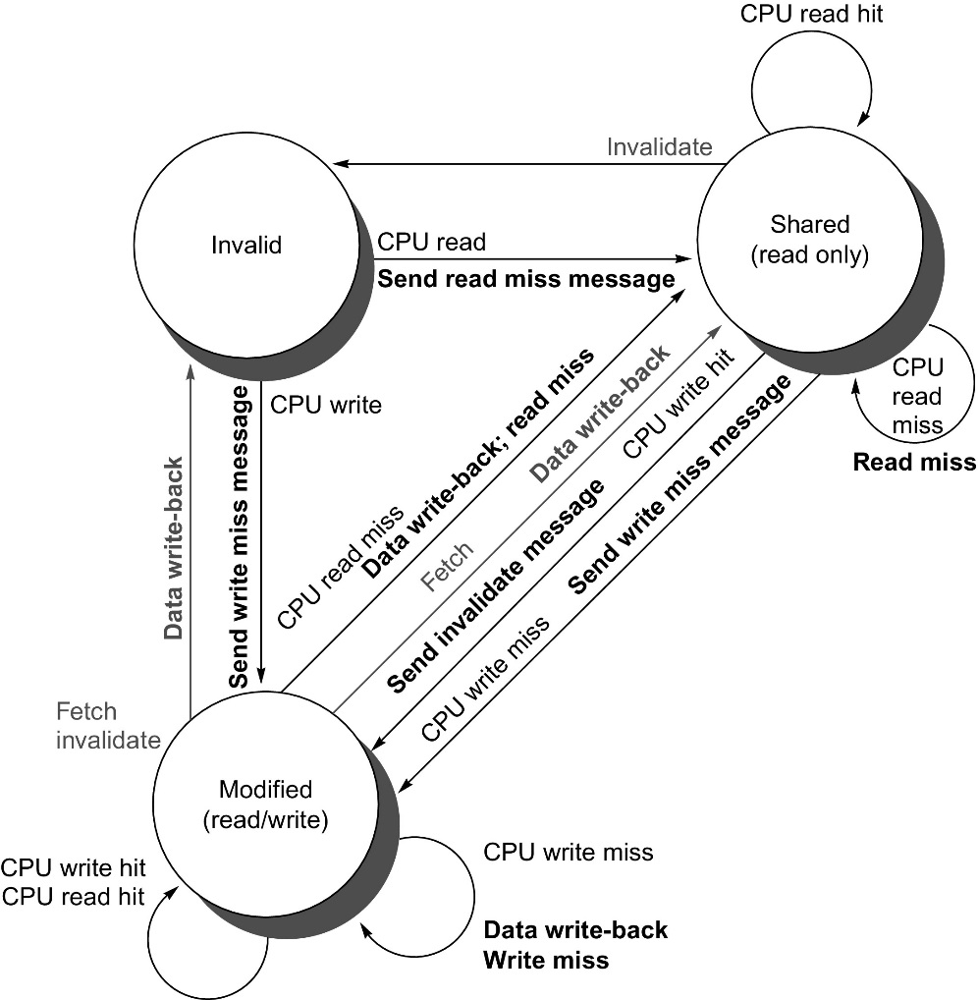 CPU read hit
Invalidate
Invalid
Shared
(read only)
CPU read
Send read miss message
CPU
read
miss
Read miss
CPU write
Send write miss message
Data write-back
Fetch
invalidate
CPU read miss
Data write-back; read miss
Fetch
Data write-back
CPU write hit
Send invalidate message
Send write miss message
CPU write miss
Modified
(read/write)
CPU write hit
CPU read hit
CPU write miss
Data write-back
Write miss